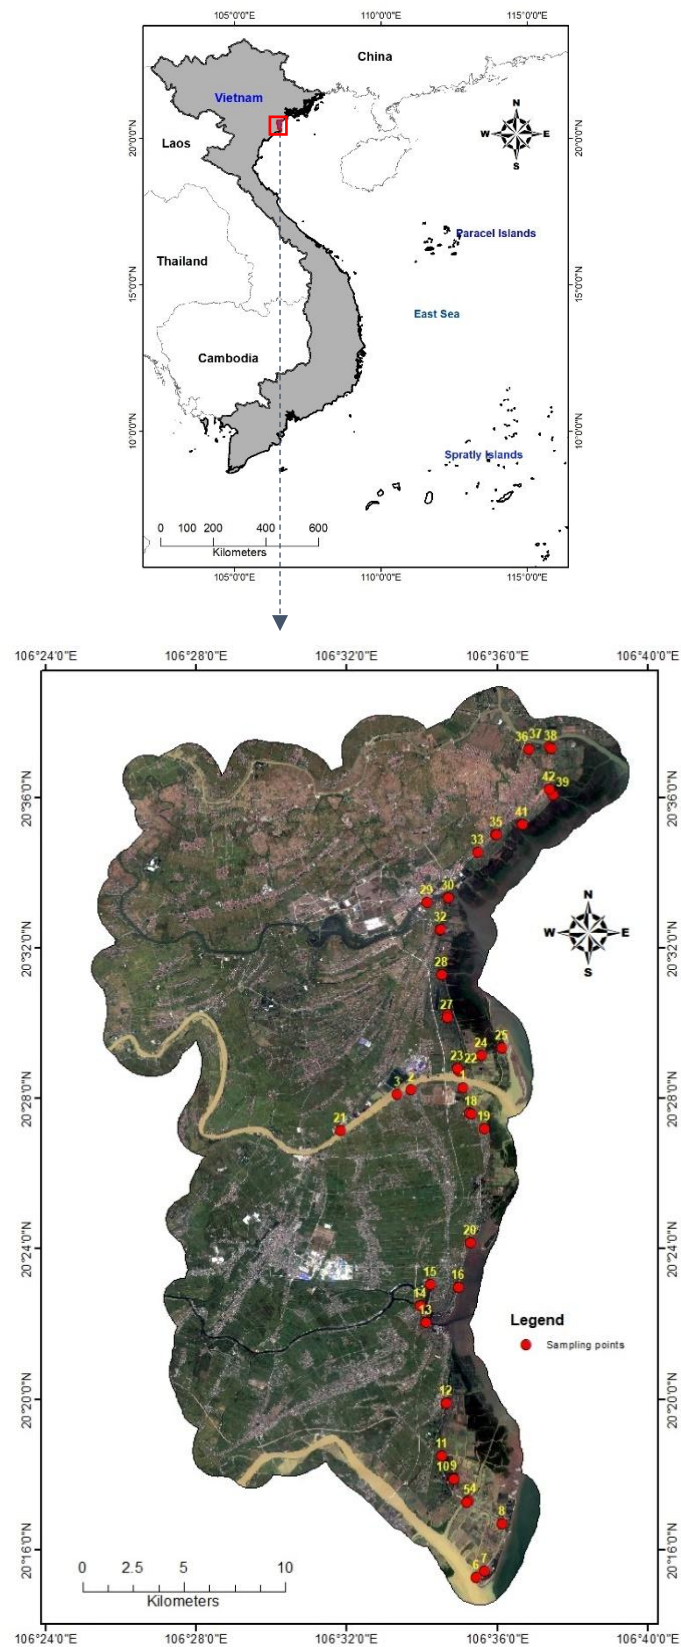 105°0'0"E 110°0'0"E 115°0'0"E
China
Vietnam
N
W E
S
20°0'0"N 20°0'0"N
Laos
Paracel Islands
Thailand
15°0'0"N 15°0'0"N
East Sea
Cambodia
10°0'0"N 10°0'0"N
Spratly Islands
0 100 200 400 600
Kilometers
105°0'0"E 110°0'0"E 115°0'0"E
106°24'0"E 106°28'0"E 106°32'0"E 106°36'0"E 106°40'0"E
36 37 38
20°36'0"N 20°36'0"N
42 39
41
35
33
29 30
32
N
W E
S
20°32'0"N 20°32'0"N
28
27
25
24
23 22
20°28'0"N 20°28'0"N
3 2 1
18
21 19
20°24'0"N 20°24'0"N
20
15 16
14
13
Legend
Sampling points
20°20'0"N 20°20'0"N
12
11
10 9
5 4
8
20°16'0"N 20°16'0"N
6 7
0 2.5 5 10
Kilometers
106°24'0"E 106°28'0"E 106°32'0"E 106°36'0"E 106°40'0"E